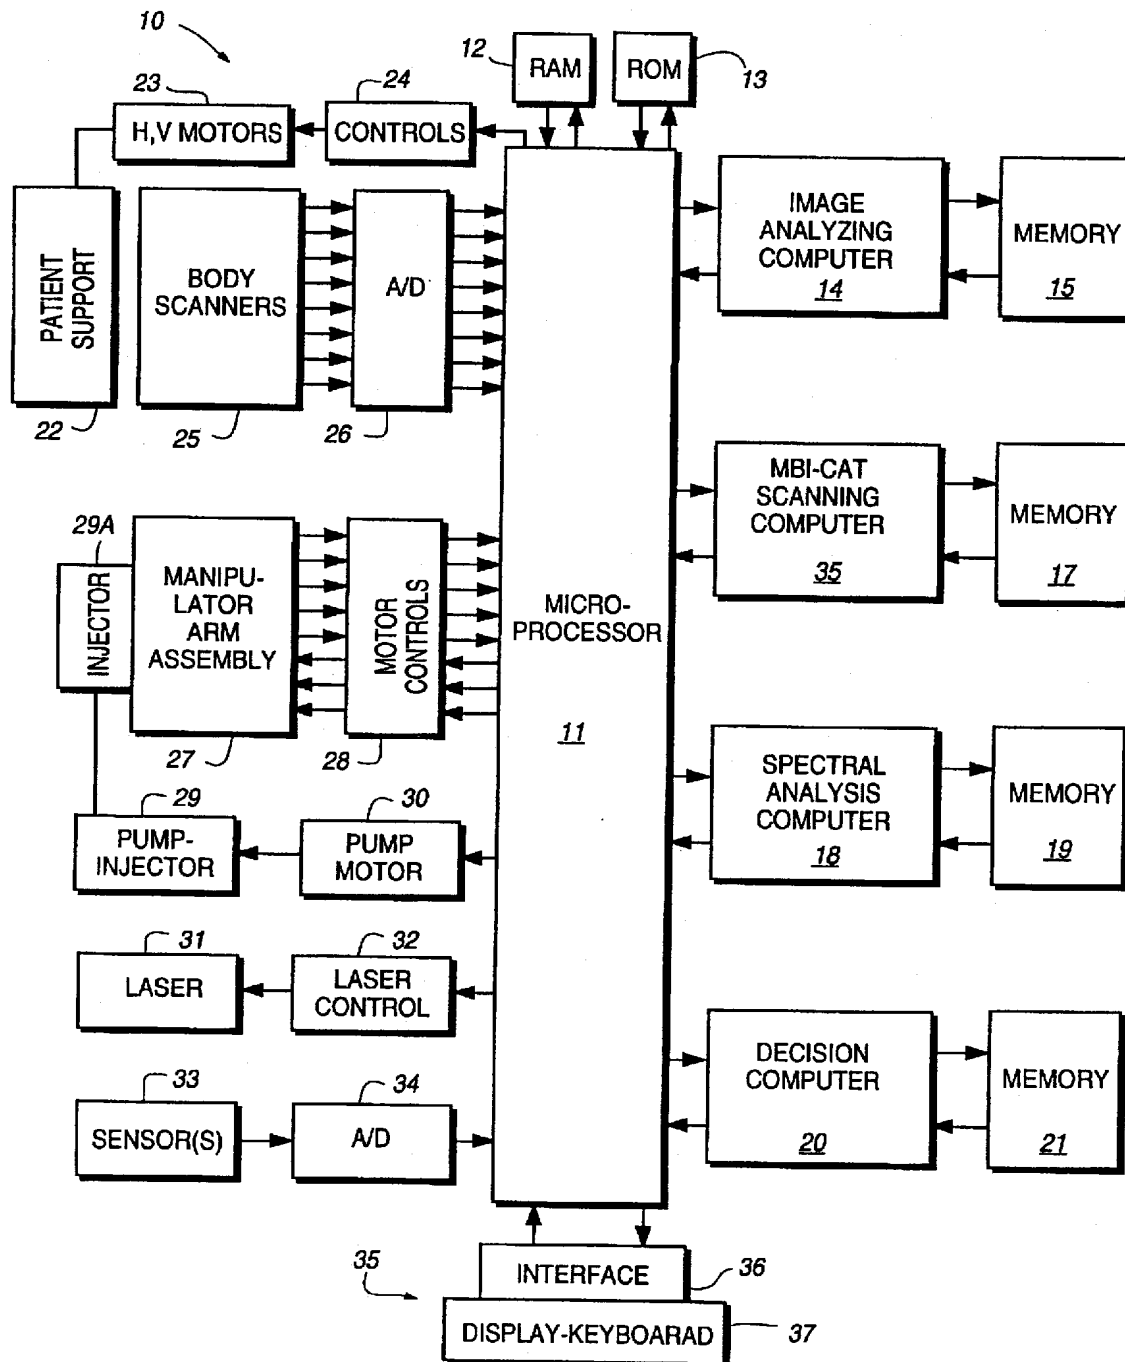 10
12
RAM
ROM
13
23
H,V MOTORS
24
CONTROLS
PATIENT
SUPPORT
22
BODY
SCANNERS
25
A/D
26
IMAGE
ANALYZING
COMPUTER
14
MEMORY
15
MBI-CAT
SCANNING
COMPUTER
35
MEMORY
17
29A
INJECTOR
MANIPU-
LATOR
ARM
ASSEMBLY
27
MOTOR
CONTROLS
28
MICRO-
PROCESSOR
11
SPECTRAL
ANALYSIS
COMPUTER
18
MEMORY
19
29
PUMP-
INJECTOR
30
PUMP
MOTOR
31
LASER
32
LASER
CONTROL
33
SENSOR(S)
34
A/D
DECISION
COMPUTER
20
MEMORY
21
35
INTERFACE
36
DISPLAY-KEYBOARAD
37